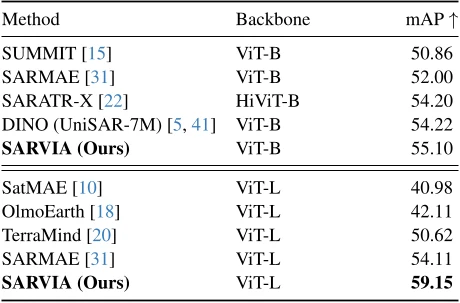 Method Backbone mAP ↑
SUMMIT [15] ViT-B 50.86
SARMAE [31] ViT-B 52.00
SARATR-X [22] HiViT-B 54.20
DINO (UniSAR-7M) [5, 41] ViT-B 54.22
SARVIA (Ours) ViT-B 55.10
SatMAE [10] ViT-L 40.98
OlmoEarth [18] ViT-L 42.11
TerraMind [20] ViT-L 50.62
SARMAE [31] ViT-L 54.11
SARVIA (Ours) ViT-L 59.15